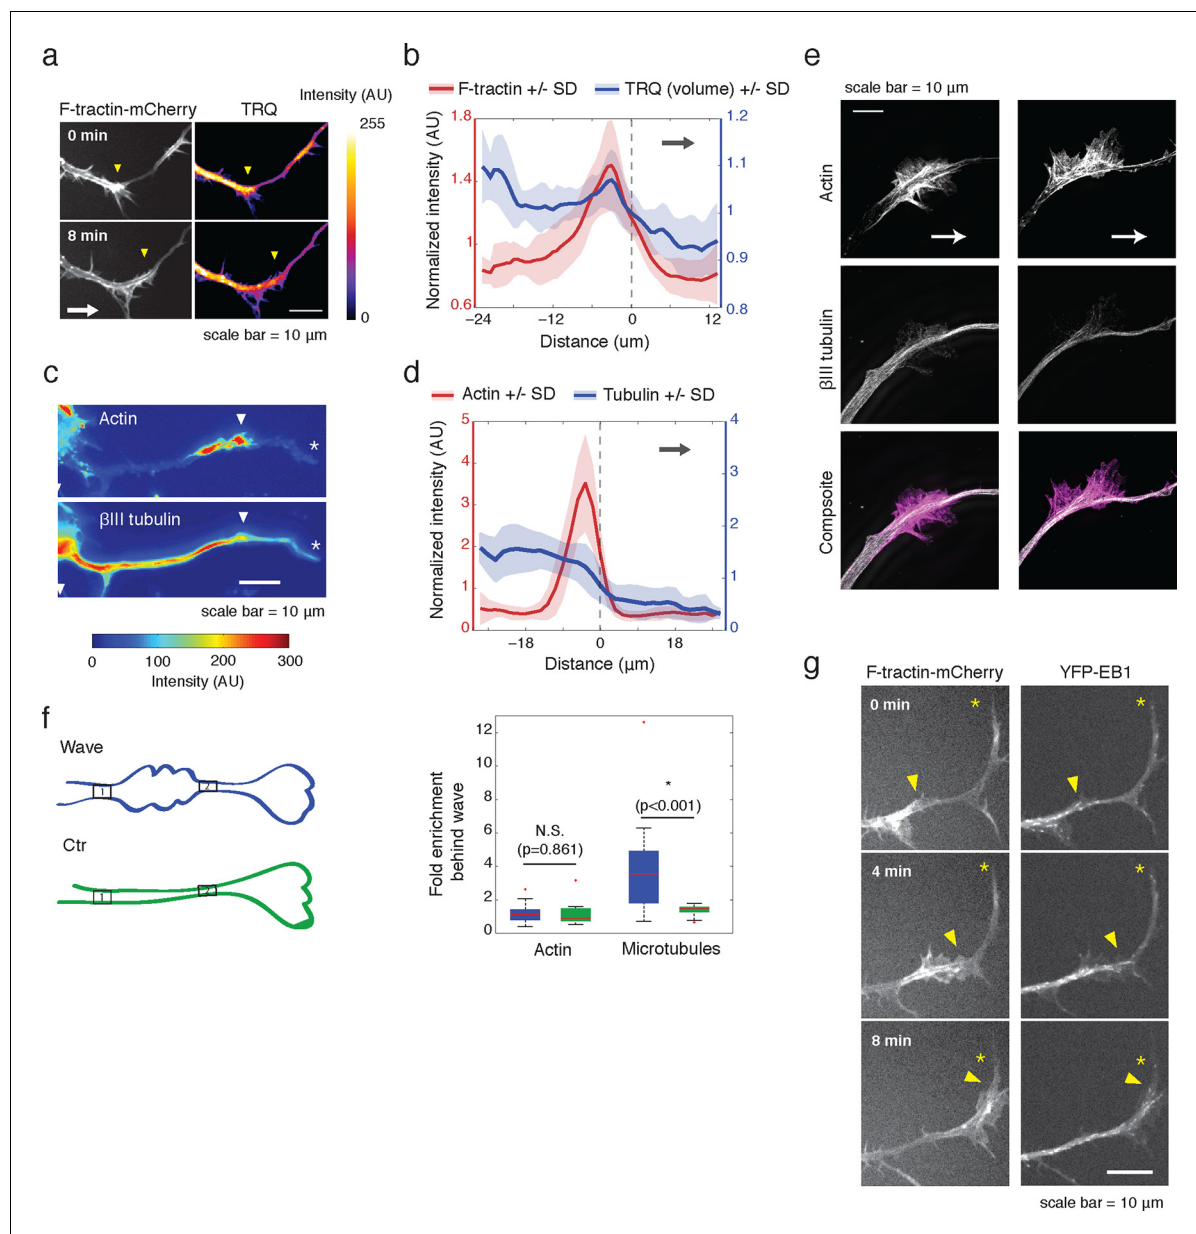 a
F-tractin-mCherry
TRQ
Intensity (AU)
255
0 min
8 min
0
scale bar = 10 µm
b
F-tractin +/- SD
TRQ (volume) +/- SD
Normalized intensity (AU)
1.8
1.4
1
0.6
1.2
1.1
1
0.9
0.8
−24
−12
0
12
Distance (um)
c
Actin
*
βIII tubulin
*
scale bar = 10 µm
0
100
200
300
Intensity (AU)
d
Actin +/- SD
Tubulin +/- SD
Normalized intensity (AU)
5
4
3
2
1
0
4
3
2
1
0
−18
0
18
Distance (µm)
e
scale bar = 10 µm
Actin
βIII tubulin
Compsoite
f
Wave
1
2
Ctr
1
2
Fold enrichment
behind wave
12
8
6
4
2
0
N.S.
(p=0.861)
*
(p<0.001)
Actin
Microtubules
g
F-tractin-mCherry
YFP-EB1
0 min
*
*
4 min
*
*
8 min
*
*
scale bar = 10 µm